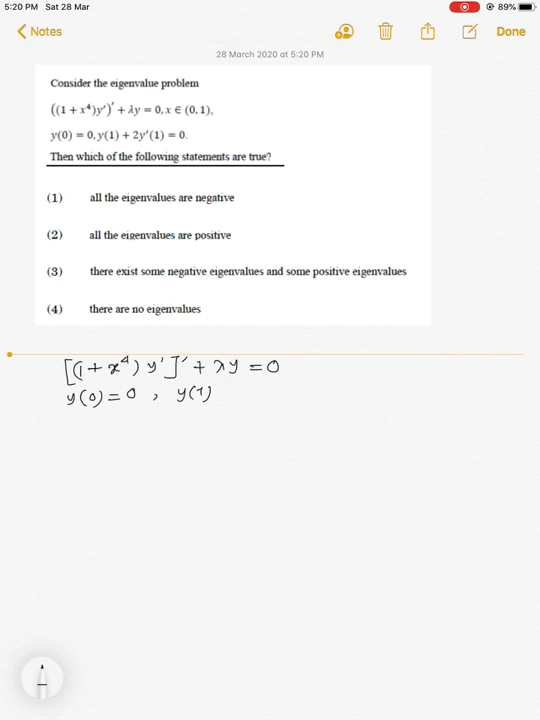 5:20 PM Sat 28 Mar 89%
Notes Done
28 March 2020 at 5:20 PM
Consider the eigenvalue problem
((1 + x⁴)y′)′ + λy = 0, x ∈ (0, 1),
y(0) = 0, y(1) + 2y′(1) = 0.
Then which of the following statements are true?
(1) all the eigenvalues are negative
(2) all the eigenvalues are positive
(3) there exist some negative eigenvalues and some positive eigenvalues
(4) there are no eigenvalues
[(1 + x⁴) y′]′ + λy = 0
y(0) = 0 , y(1)